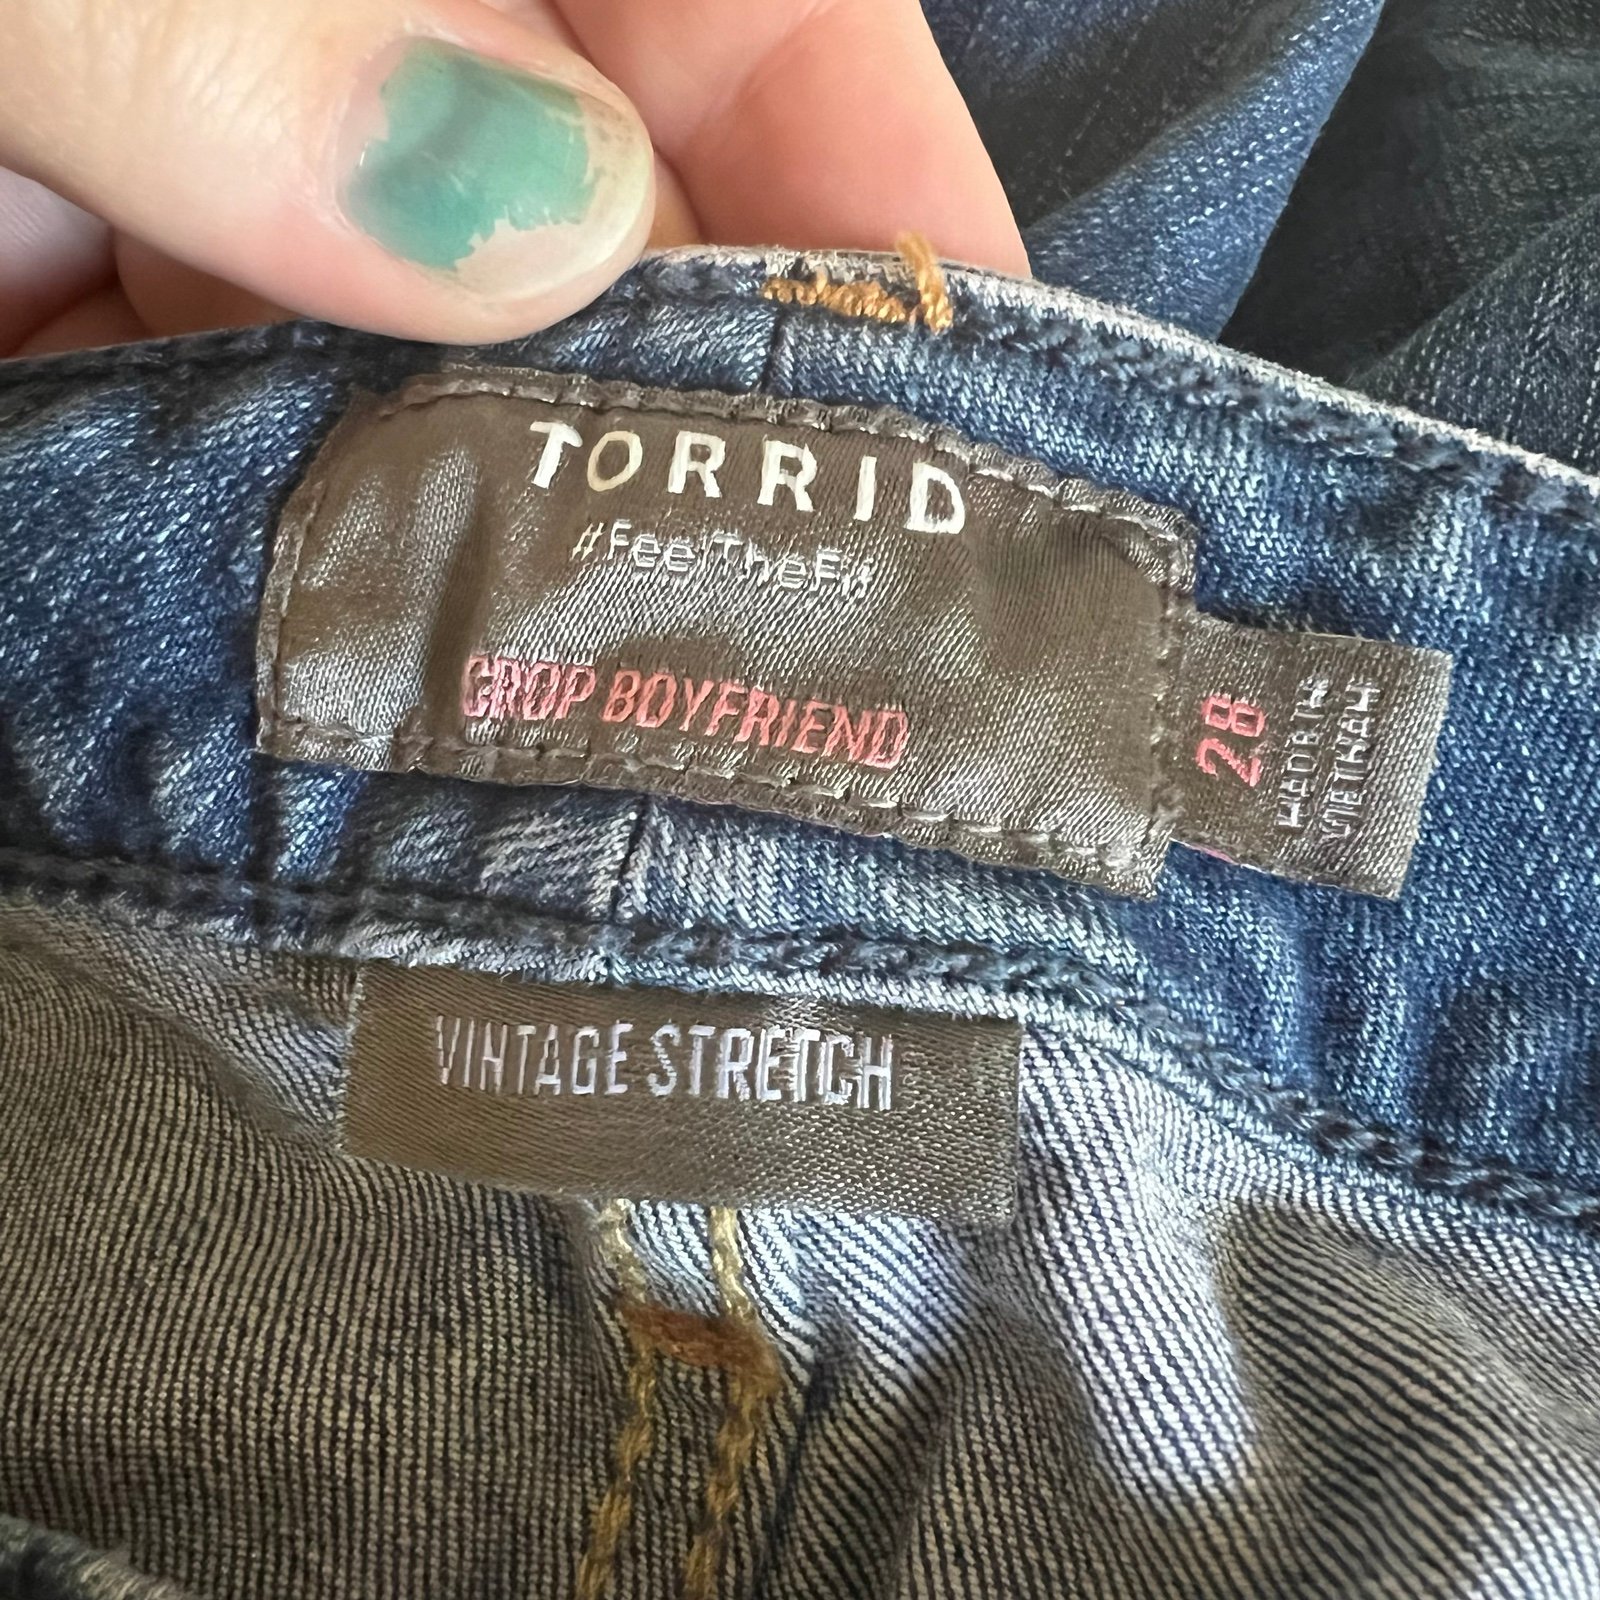 TORRID
#FeelTheFit
CROP BOYFRIEND
28
MADE IN
VIETNAM
VINTAGE STRETCH